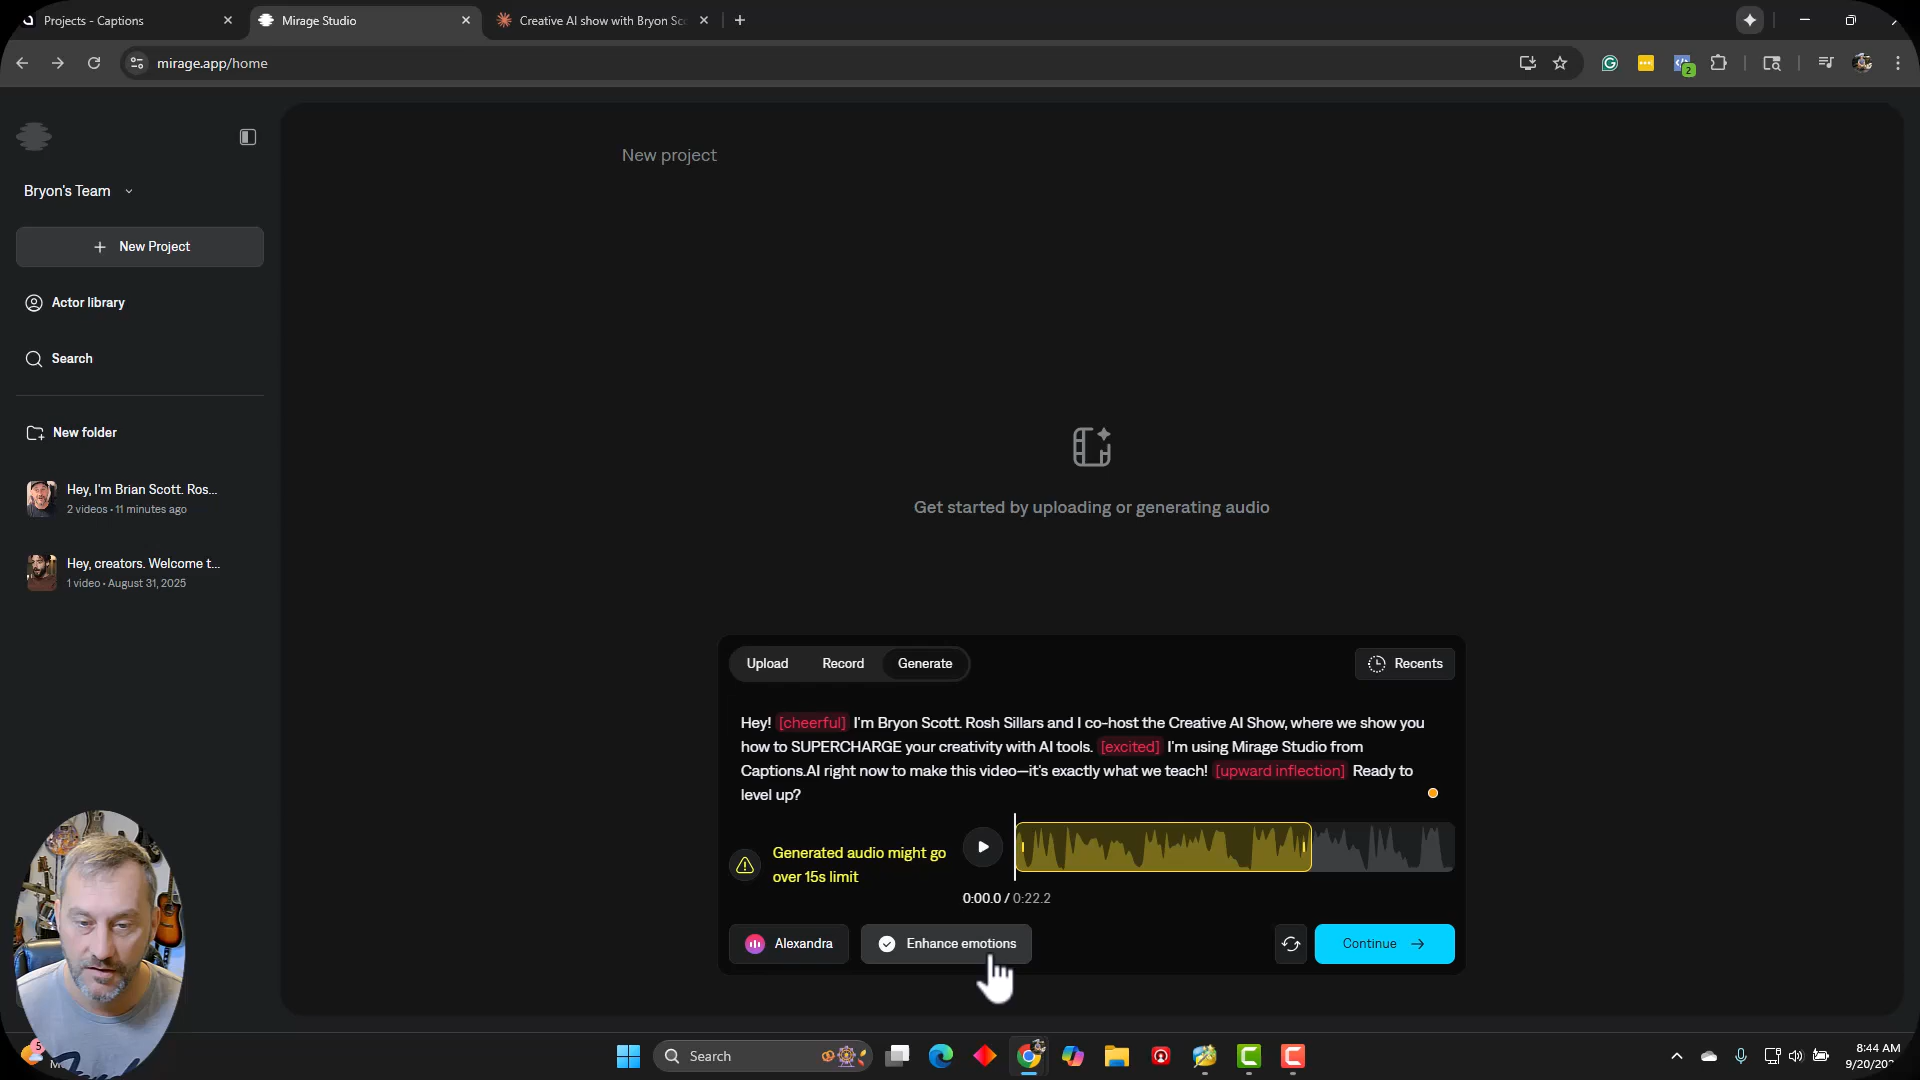 Projects - Captions
Mirage Studio
Creative AI show with Bryon Sc
mirage.app/home
2
Bryon's Team
New Project
Actor library
Search
New folder
Hey, I'm Brian Scott. Ros...
2 videos • 11 minutes ago
Hey, creators. Welcome t...
1 video • August 31, 2025
New project
Get started by uploading or generating audio
Upload
Record
Generate
Recents
Hey! [cheerful] I'm Bryon Scott. Rosh Sillars and I co-host the Creative AI Show, where we show you
how to SUPERCHARGE your creativity with AI tools. [excited] I'm using Mirage Studio from
Captions.AI right now to make this video—it's exactly what we teach! [upward inflection] Ready to
level up?
Generated audio might go
over 15s limit
0:00.0 / 0:22.2
Alexandra
Enhance emotions
Continue
5
Search
8:44 AM
9/20/20